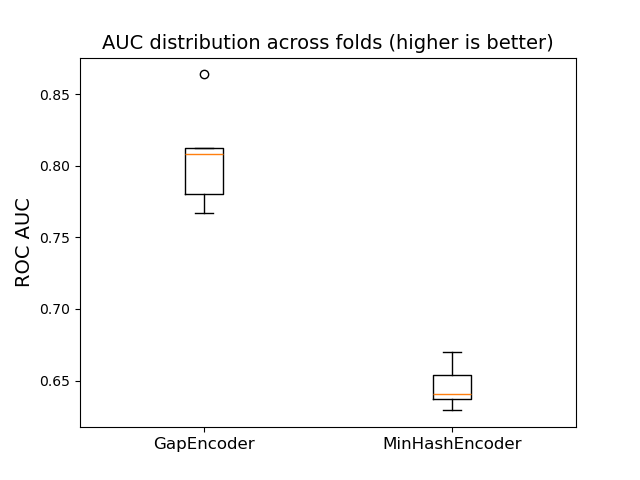 AUC distribution across folds (higher is better)
ROC AUC
0.85
0.80
0.75
0.70
0.65
GapEncoder
MinHashEncoder